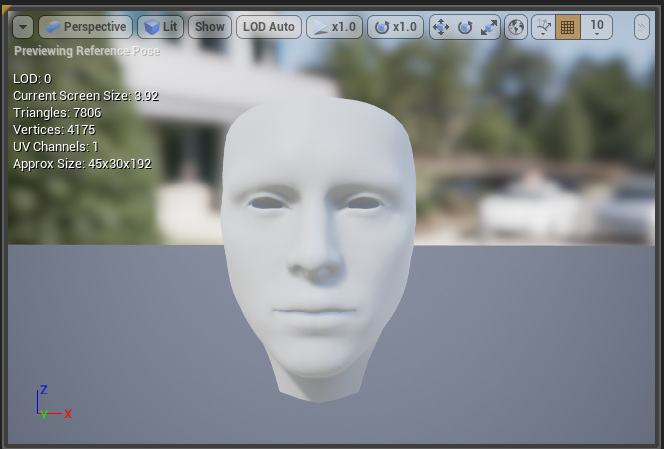 Perspective Lit Show LOD Auto x1.0 x1.0 10
Previewing Reference Pose
LOD: 0
Current Screen Size: 3.92
Triangles: 7806
Vertices: 4175
UV Channels: 1
Approx Size: 45x30x192
Z
Y X